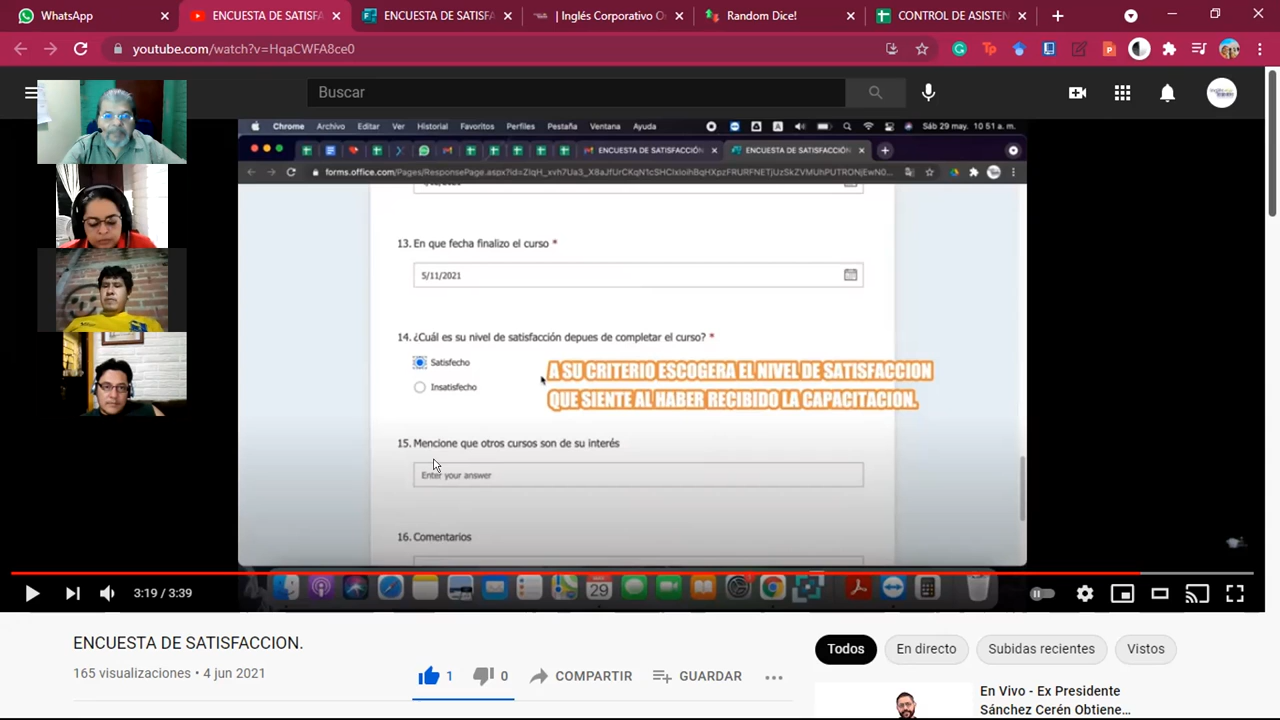 WhatsApp
ENCUESTA DE SATISFA
ENCUESTA DE SATISFA
| Inglés Corporativo O
Random Dice!
CONTROL DE ASISTEN
youtube.com/watch?v=HqaCWFA8ce0
Buscar
Chrome Archivo Editar Ver Historial Favoritos Perfiles Pestaña Ventana Ayuda
Sáb 29 may. 10 51 a. m.
ENCUESTA DE SATISFACCIÓN
ENCUESTA DE SATISFACCIÓN
13. En que fecha finalizo el curso *
5/11/2021
14. ¿Cuál es su nivel de satisfacción depues de completar el curso? *
Satisfecho
Insatisfecho
A SU CRITERIO ESCOGERA EL NIVEL DE SATISFACCION
QUE SIENTE AL HABER RECIBIDO LA CAPACITACION.
15. Mencione que otros cursos son de su interés
Enter your answer
16. Comentarios
29
3:19 / 3:39
ENCUESTA DE SATISFACCION.
165 visualizaciones • 4 jun 2021
1
0
COMPARTIR
GUARDAR
Todos
En directo
Subidas recientes
Vistos
En Vivo - Ex Presidente
Sánchez Cerén Obtiene...